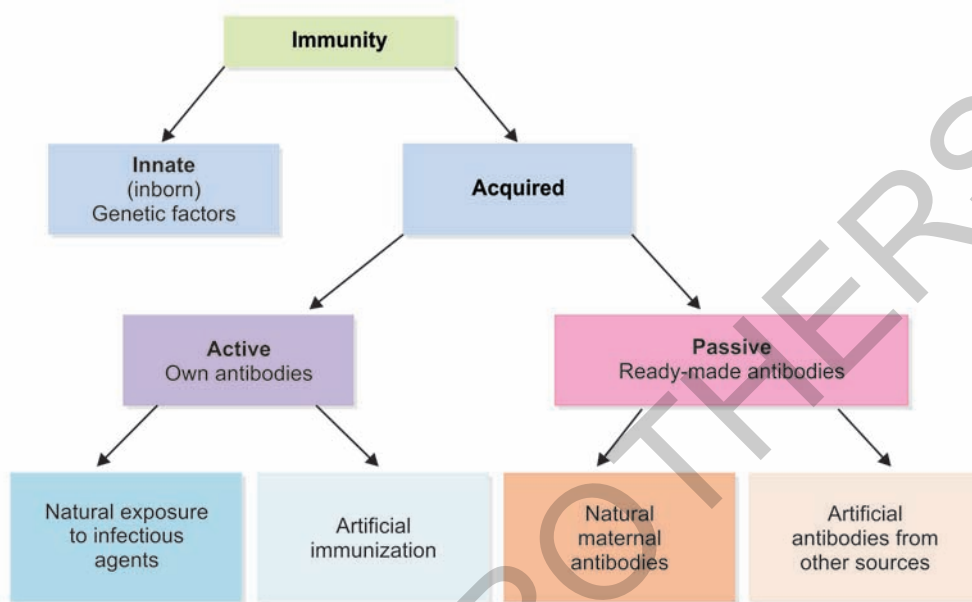 Immunity
Innate
(inborn)
Genetic factors
Acquired
Active
Own antibodies
Passive
Ready-made antibodies
Natural exposure
to infectious
agents
Artificial
immunization
Natural
maternal
antibodies
Artificial
antibodies from
other sources
OTHERS